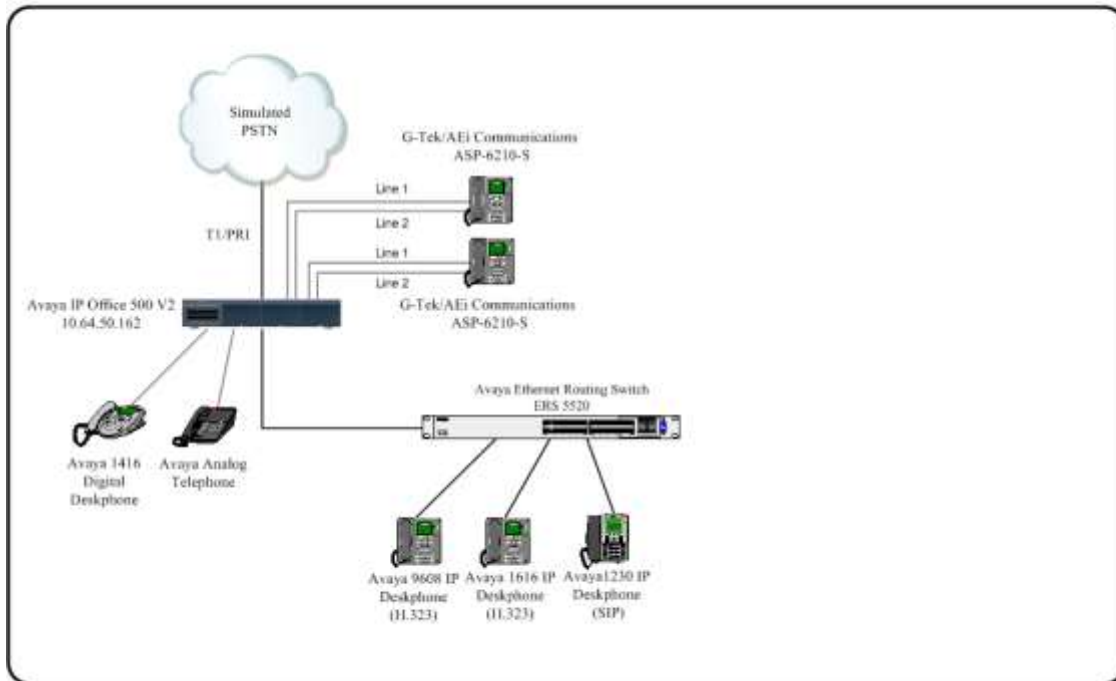 Simulated
PSTN
G-Tek/AEi Communications
ASP-6210-S
Line 1
Line 2
T1/PRI
Line 1
Line 2
Avaya IP Office 500 V2
10.64.50.162
G-Tek/AEi Communications
ASP-6210-S
Avaya Ethernet Routing Switch
ERS 5520
Avaya 1416
Digital
Deskphone
Avaya Analog
Telephone
Avaya 9608 IP
Deskphone
(H.323)
Avaya 1616 IP
Deskphone
(H.323)
Avaya1230 IP
Deskphone
(SIP)